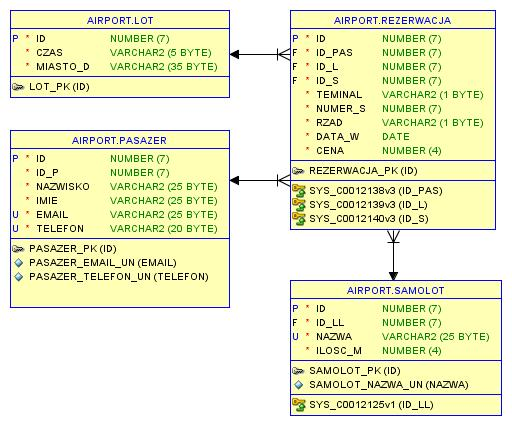 AIRPORT.LOT
P * ID NUMBER (7)
* CZAS VARCHAR2 (5 BYTE)
* MIASTO_D VARCHAR2 (35 BYTE)
LOT_PK (ID)
AIRPORT.REZERWACJA
P * ID NUMBER (7)
F * ID_PAS NUMBER (7)
F * ID_L NUMBER (7)
F * ID_S NUMBER (7)
* TEMINAL VARCHAR2 (1 BYTE)
* NUMER_S NUMBER (7)
* RZAD VARCHAR2 (1 BYTE)
* DATA_W DATE
* CENA NUMBER (4)
REZERWACJA_PK (ID)
SYS_C0012138v3 (ID_PAS)
SYS_C0012139v3 (ID_L)
SYS_C0012140v3 (ID_S)
AIRPORT.PASAZER
P * ID NUMBER (7)
* ID_P NUMBER (7)
* NAZWISKO VARCHAR2 (25 BYTE)
* IMIE VARCHAR2 (25 BYTE)
U * EMAIL VARCHAR2 (25 BYTE)
U * TELEFON VARCHAR2 (20 BYTE)
PASAZER_PK (ID)
PASAZER_EMAIL_UN (EMAIL)
PASAZER_TELEFON_UN (TELEFON)
AIRPORT.SAMOLOT
P * ID NUMBER (7)
F * ID_LL NUMBER (7)
U * NAZWA VARCHAR2 (25 BYTE)
* ILOSC_M NUMBER (4)
SAMOLOT_PK (ID)
SAMOLOT_NAZWA_UN (NAZWA)
SYS_C0012125v1 (ID_LL)